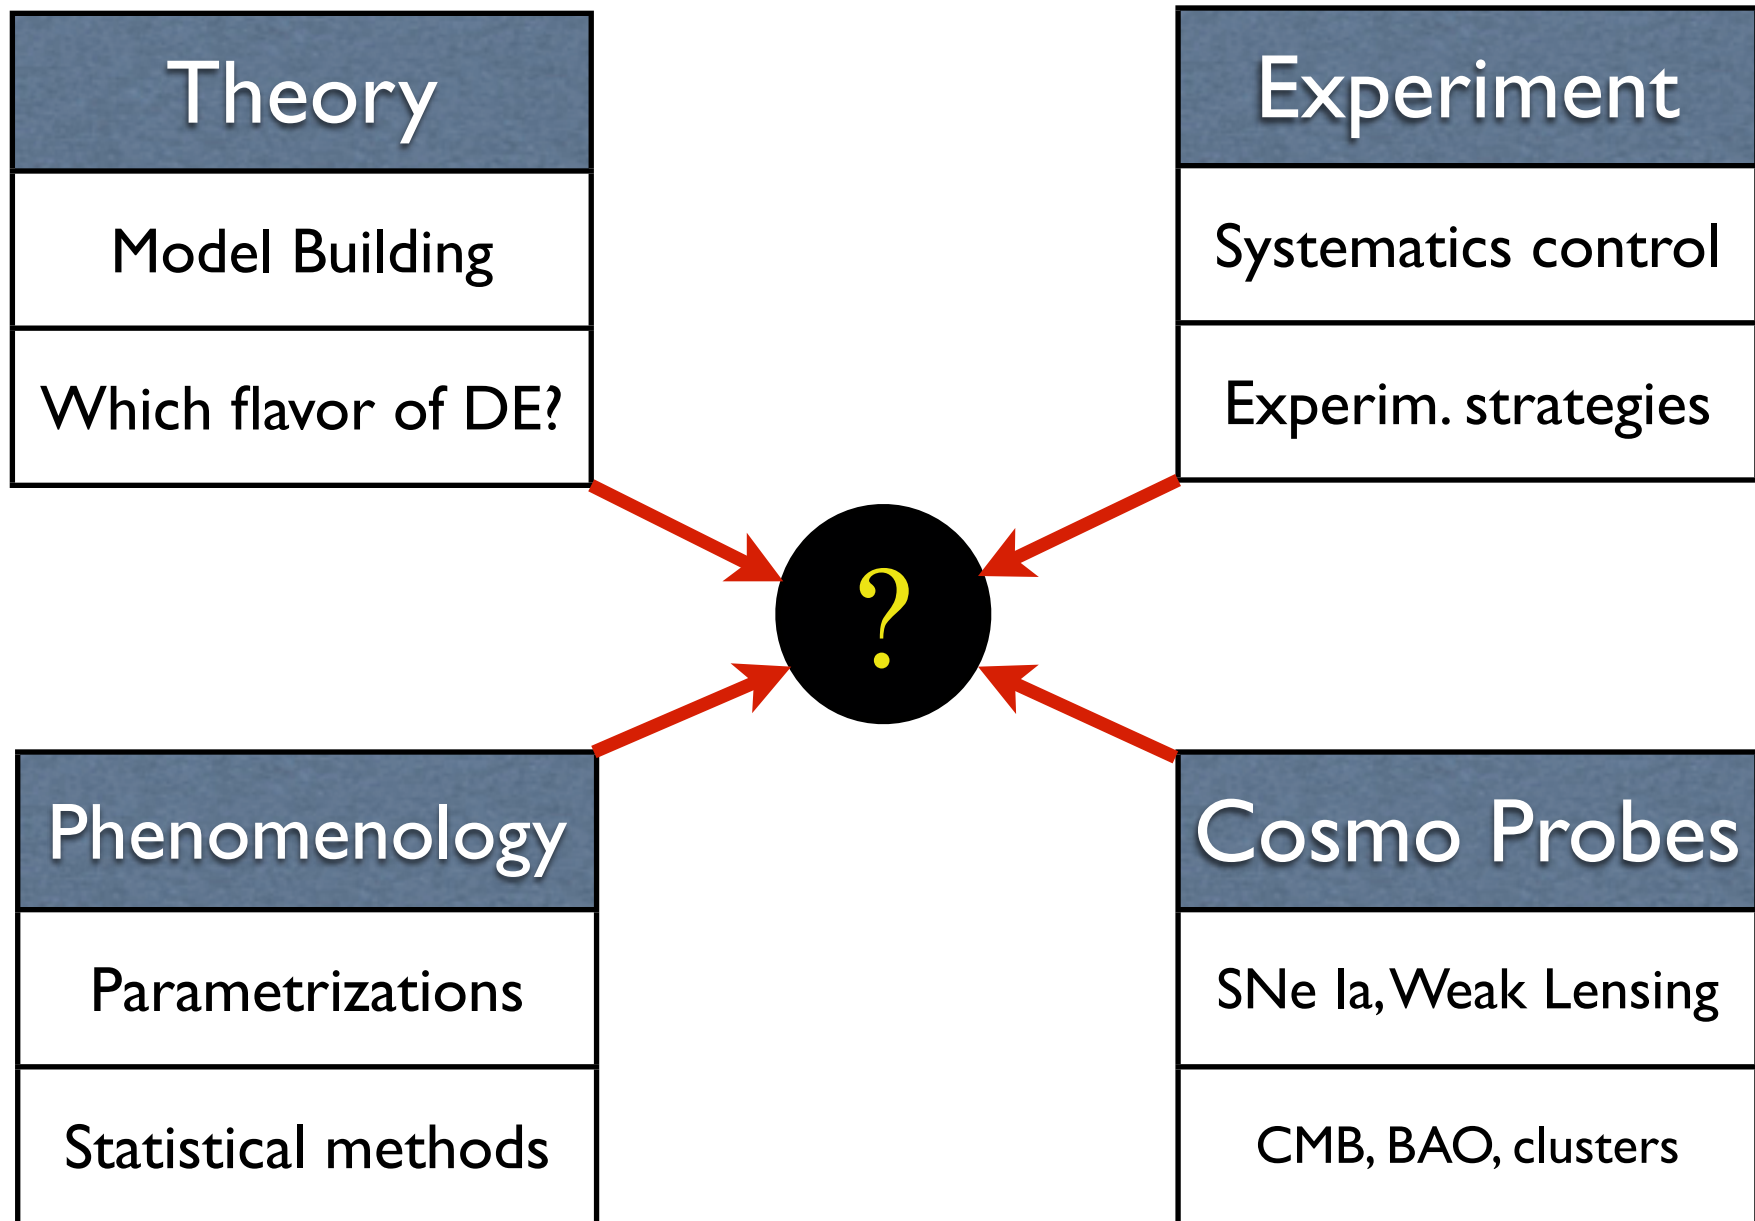 Theory
Model Building
Which flavor of DE?
Experiment
Systematics control
Experim. strategies
?
Phenomenology
Parametrizations
Statistical methods
Cosmo Probes
SNe Ia, Weak Lensing
CMB, BAO, clusters